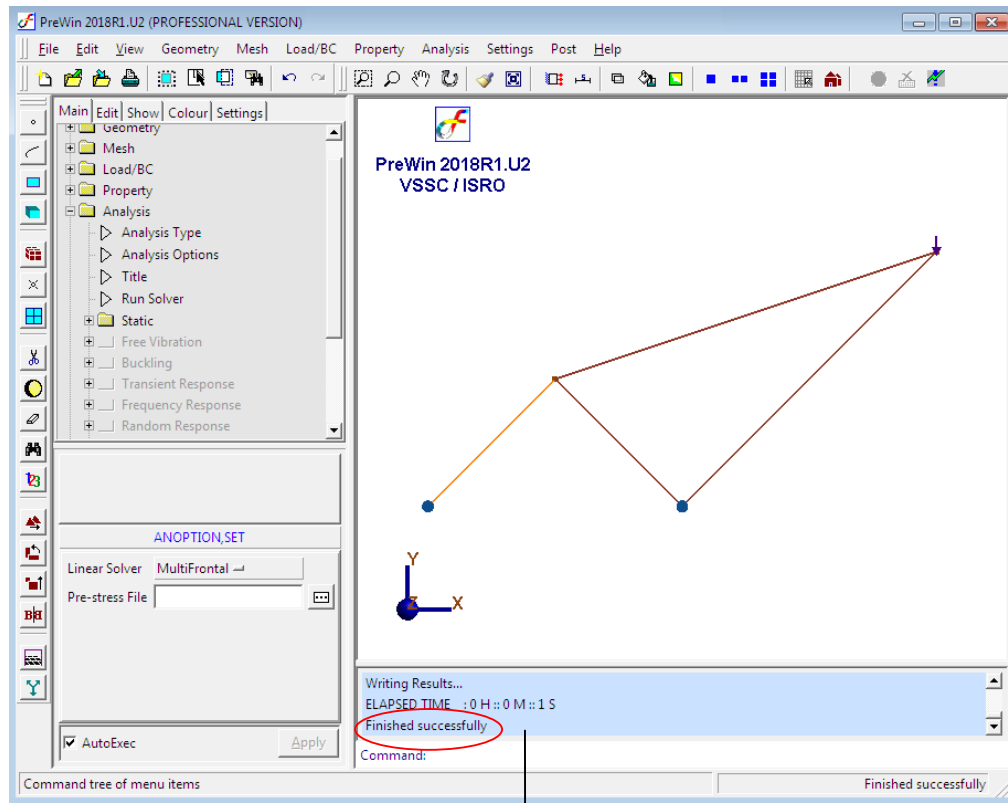 PreWin 2018R1.U2 (PROFESSIONAL VERSION)
File Edit View Geometry Mesh Load/BC Property Analysis Settings Post Help
Main Edit Show Colour Settings
Geometry
Mesh
Load/BC
Property
Analysis
Analysis Type
Analysis Options
Title
Run Solver
Static
Free Vibration
Buckling
Transient Response
Frequency Response
Random Response
ANOPTION,SET
Linear Solver MultiFrontal
Pre-stress File
AutoExec Apply
PreWin 2018R1.U2
VSSC / ISRO
Y
Z
X
Writing Results...
ELAPSED TIME : 0 H :: 0 M :: 1 S
Finished successfully
Command:
Command tree of menu items
Finished successfully